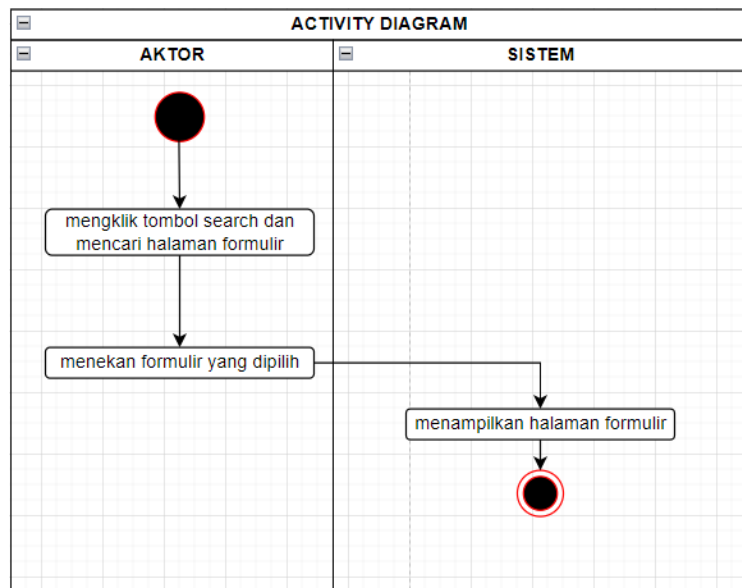 ACTIVITY DIAGRAM
AKTOR
SISTEM
mengklik tombol search dan
mencari halaman formulir
menekan formulir yang dipilih
menampilkan halaman formulir